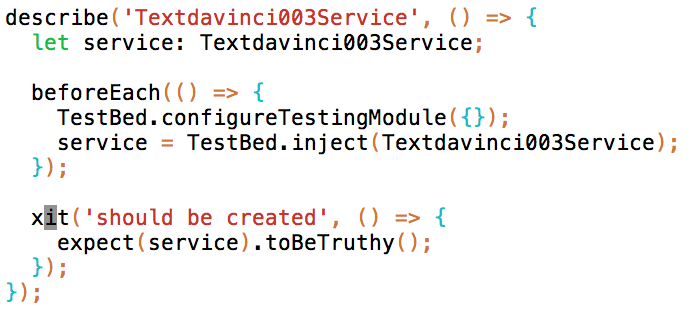 describe('Textdavinci003Service', () => {
  let service: Textdavinci003Service;

  beforeEach(() => {
    TestBed.configureTestingModule({});
    service = TestBed.inject(Textdavinci003Service);
  });

  xit('should be created', () => {
    expect(service).toBeTruthy();
  });
});